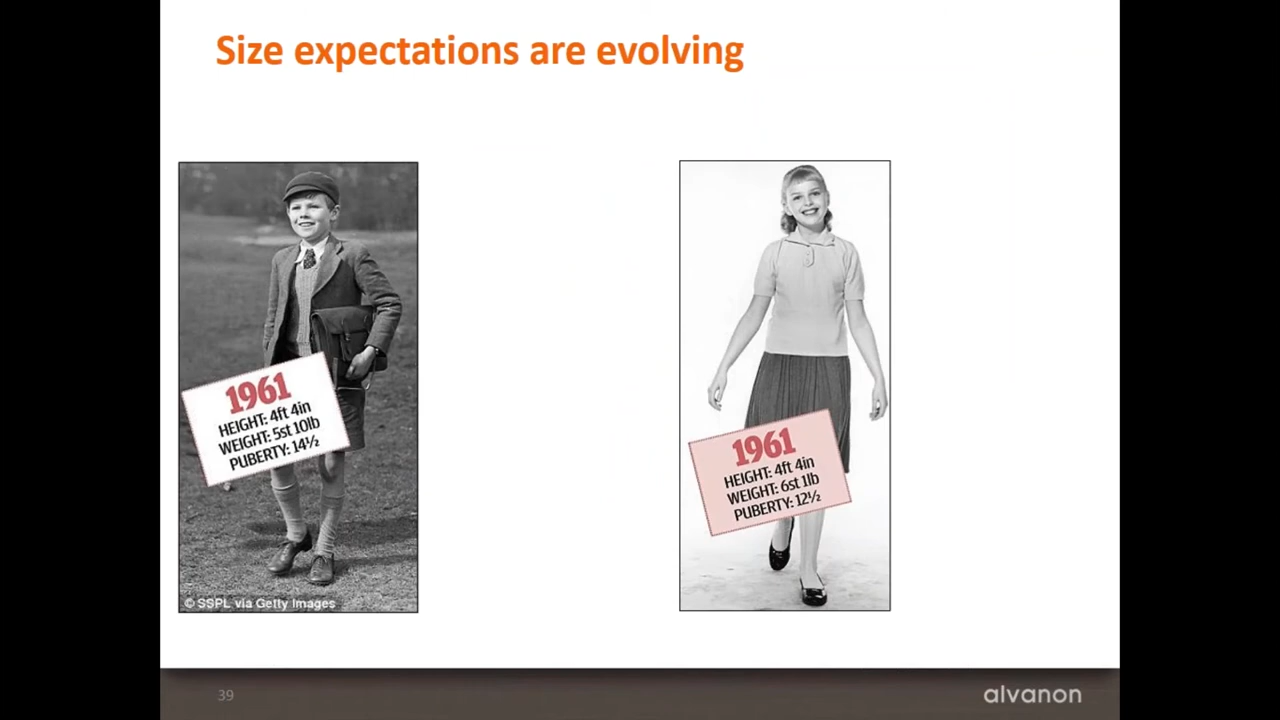 Size expectations are evolving
1961
HEIGHT: 4ft 4in
WEIGHT: 5st 10lb
PUBERTY: 14½
© SSPL via Getty Images
1961
HEIGHT: 4ft 4in
WEIGHT: 6st 1lb
PUBERTY: 12½
39
alvanon